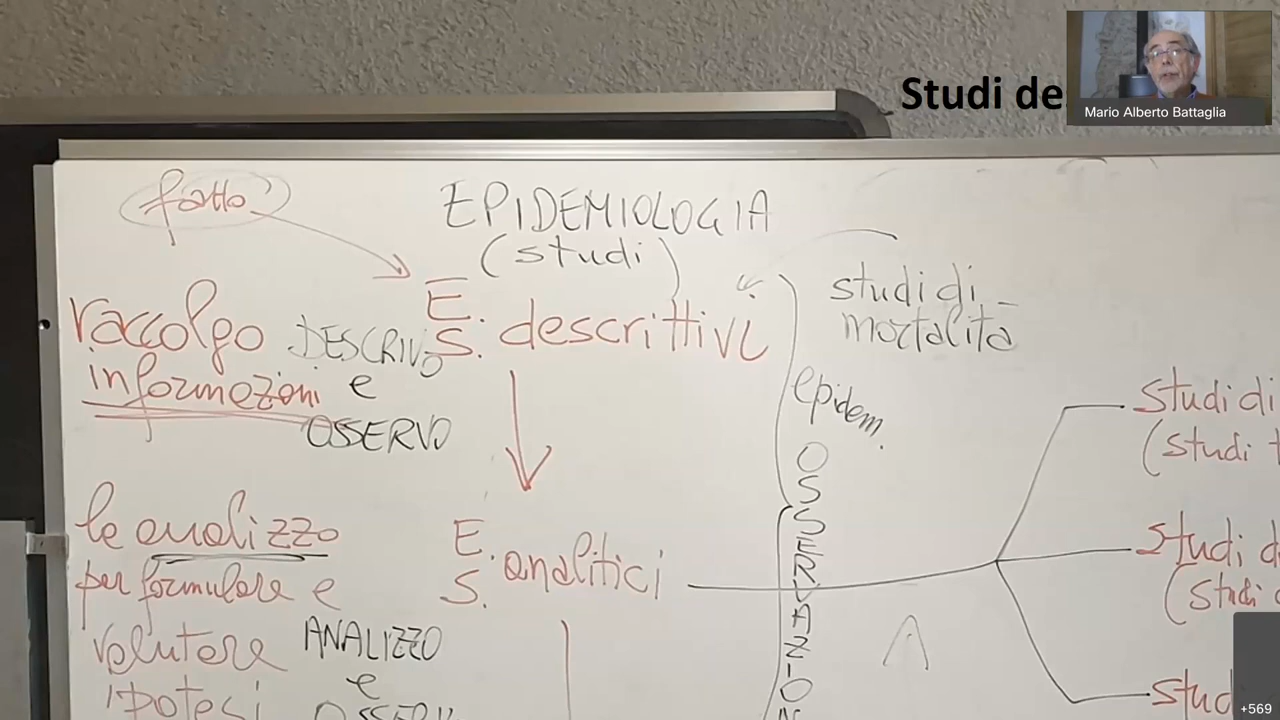 Studi de
Mario Alberto Battaglia
fatto
EPIDEMIOLOGIA
(studi)
raccolgo
informazioni
DESCRIVO
e
OSSERVO
E.
S. descrittivi
studi di
mortalità
epidem.
OSSERVAZION
studi di
(studi
le analizzo
per formulare e
valutare
ipotesi
ANALIZZO
e
E.
S. analitici
A
Studi d
(studi
stud
+569